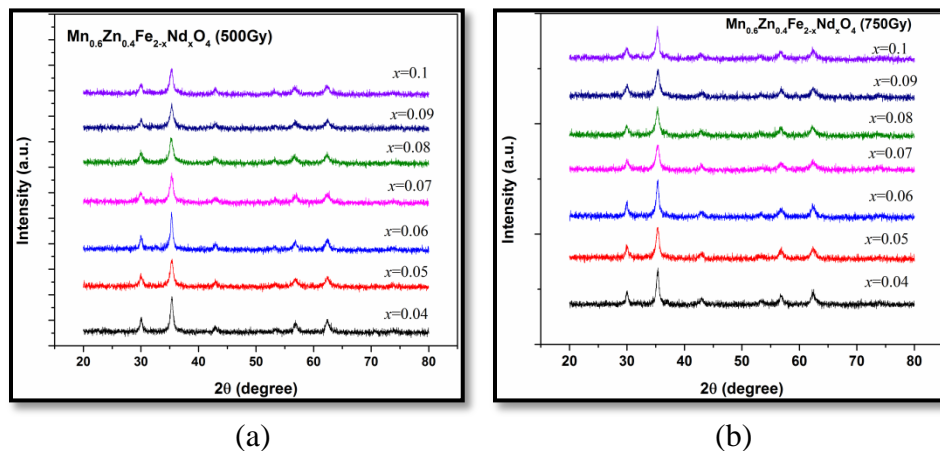 Mn0.6Zn0.4Fe2-xNdxO4 (500Gy)
x=0.1
x=0.09
x=0.08
x=0.07
x=0.06
x=0.05
x=0.04
Intensity (a.u.)
20 30 40 50 60 70 80
2θ (degree)
(a)
Mn0.6Zn0.4Fe2-xNdxO4 (750Gy)
x=0.1
x=0.09
x=0.08
x=0.07
x=0.06
x=0.05
x=0.04
Intensity (a.u.)
20 30 40 50 60 70 80
2θ (degree)
(b)